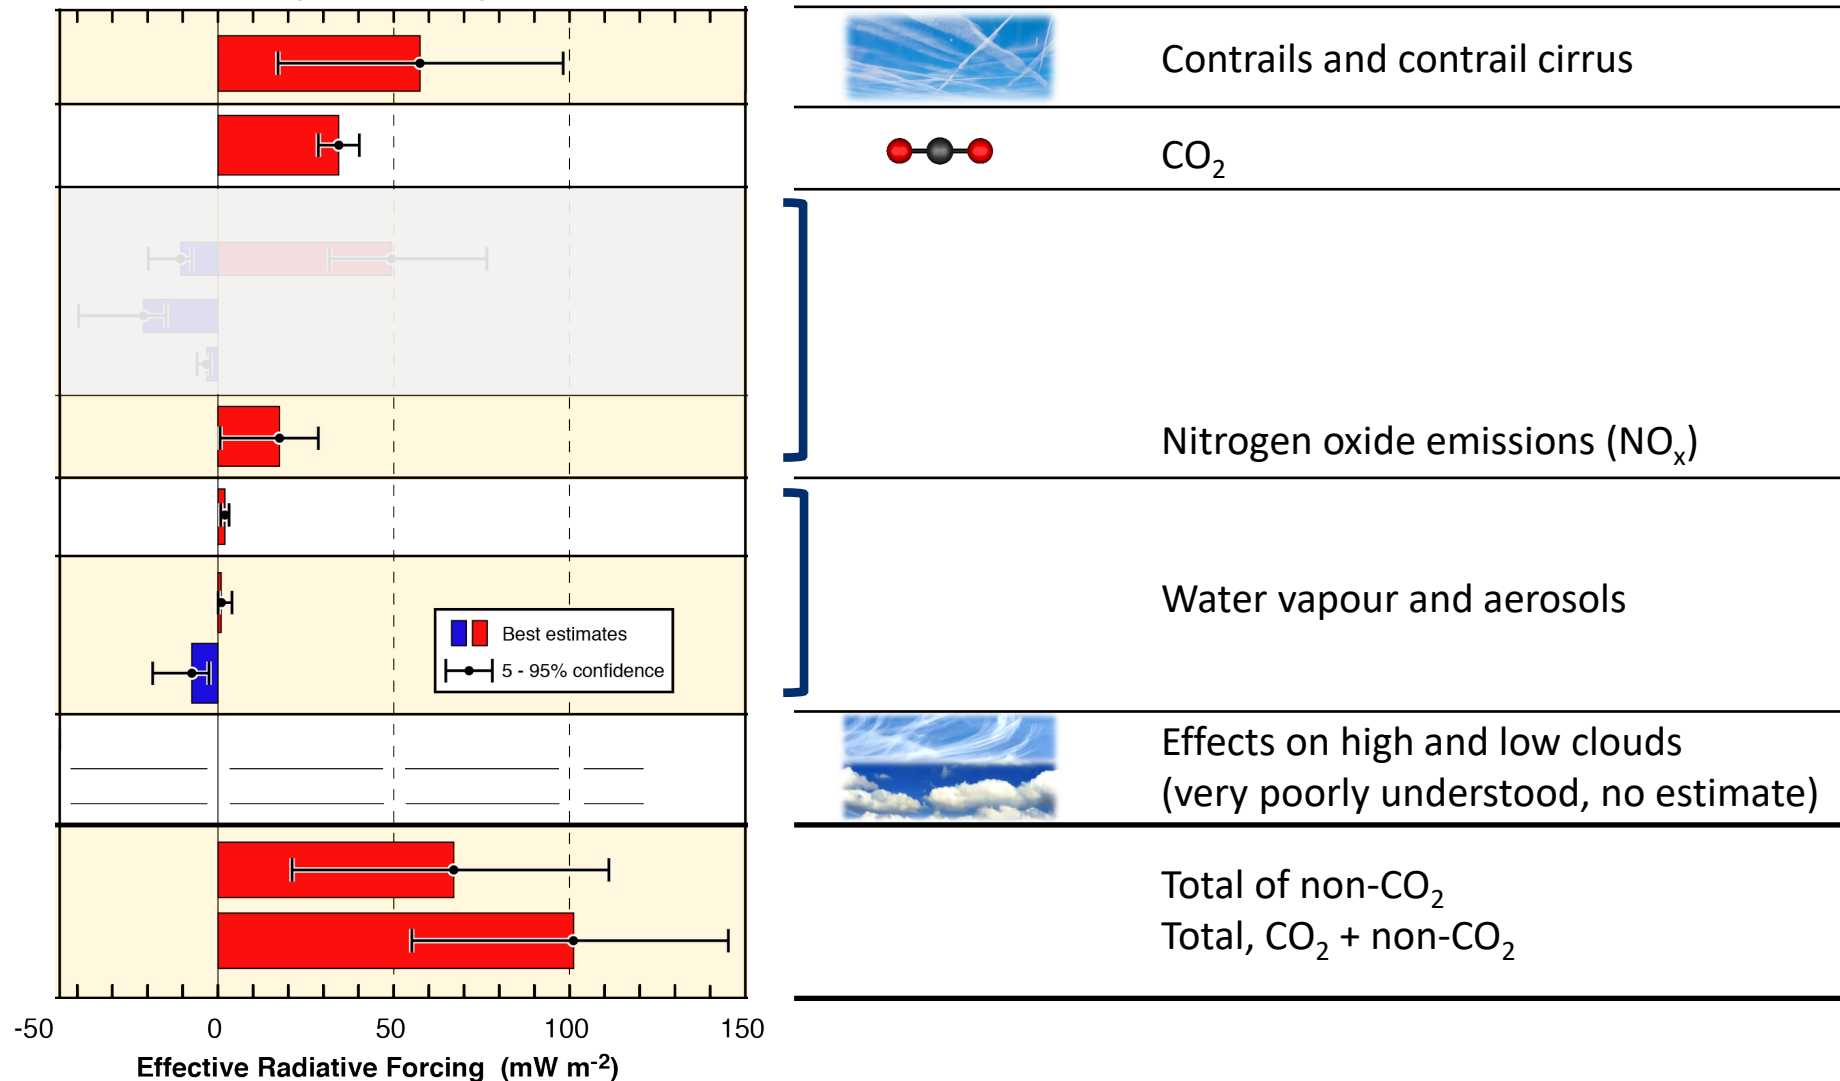 Contrails and contrail cirrus
CO₂
Nitrogen oxide emissions (NOₓ)
Water vapour and aerosols
Best estimates
5 - 95% confidence
Effects on high and low clouds
(very poorly understood, no estimate)
Total of non-CO₂
Total, CO₂ + non-CO₂
-50 0 50 100 150
Effective Radiative Forcing (mW m⁻²)